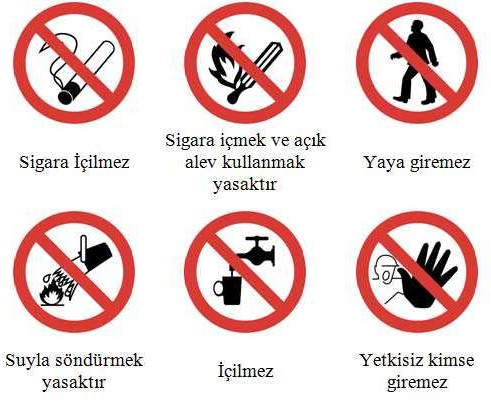 Sigara İçilmez
Sigara içmek ve açık
alev kullanmak
yasaktır
Yaya giremez
Suyla söndürmek
yasaktır
İçilmez
Yetkisiz kimse
giremez